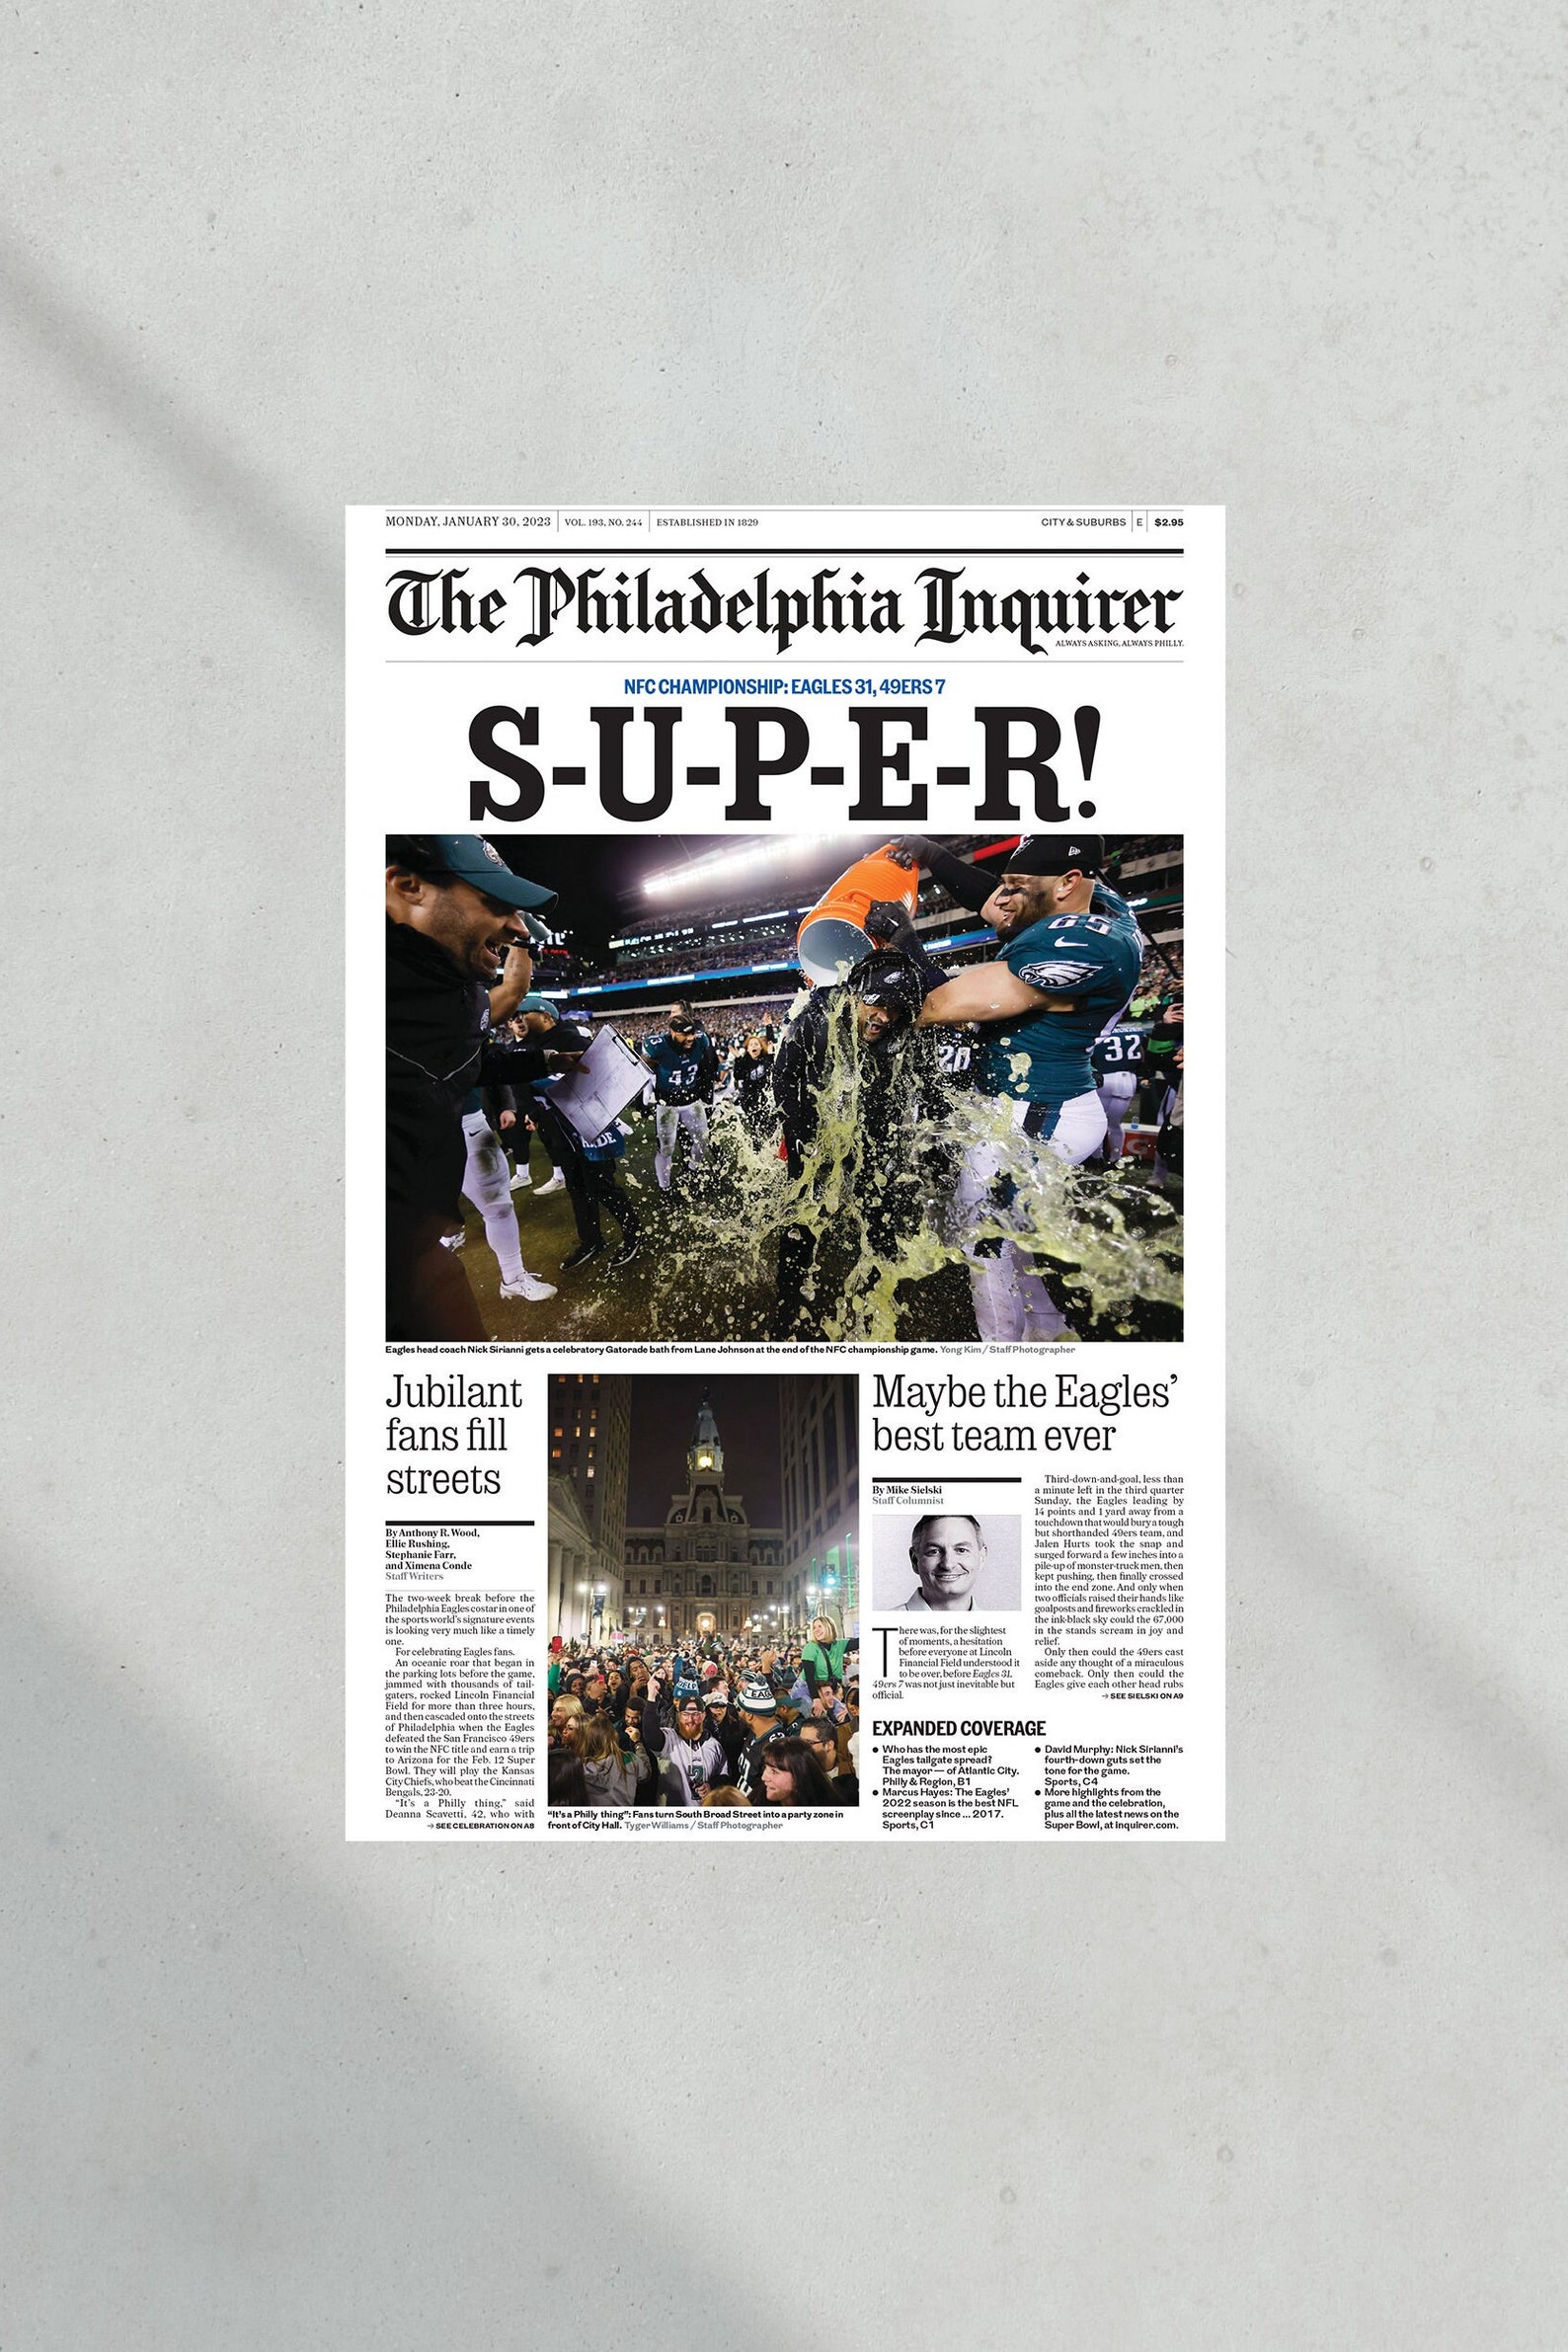 MONDAY, JANUARY 30, 2023 VOL. 193, NO. 244 ESTABLISHED IN 1829 CITY & SUBURBS E $2.95
The Philadelphia Inquirer
ALWAYS ASKING. ALWAYS PHILLY.
NFC CHAMPIONSHIP: EAGLES 31, 49ERS 7
S-U-P-E-R!
65
43
20
32
Eagles head coach Nick Sirianni gets a celebratory Gatorade bath from Lane Johnson at the end of the NFC championship game. Yong Kim / Staff Photographer
Jubilant
fans fill
streets
By Anthony R. Wood,
Ellie Rushing,
Stephanie Farr,
and Ximena Conde
Staff Writers
The two-week break before the
Philadelphia Eagles costar in one of
the sports world's signature events
is looking very much like a timely
one.
For celebrating Eagles fans.
An oceanic roar that began in
the parking lots before the game,
jammed with thousands of tail-
gaters, rocked Lincoln Financial
Field for more than three hours,
and then cascaded onto the streets
of Philadelphia when the Eagles
defeated the San Francisco 49ers
to win the NFC title and earn a trip
to Arizona for the Feb. 12 Super
Bowl. They will play the Kansas
City Chiefs, who beat the Cincinnati
Bengals, 23-20.
“It's a Philly thing,” said
Deanna Scavetti, 42, who with
→ SEE CELEBRATION ON A8
“It's a Philly thing”: Fans turn South Broad Street into a party zone in
front of City Hall. Tyger Williams / Staff Photographer
Maybe the Eagles’
best team ever
By Mike Sielski
Staff Columnist
There was, for the slightest
of moments, a hesitation
before everyone at Lincoln
Financial Field understood it
to be over, before Eagles 31,
49ers 7 was not just inevitable but
official.
Third-down-and-goal, less than
a minute left in the third quarter
Sunday, the Eagles leading by
14 points and 1 yard away from a
touchdown that would bury a tough
but shorthanded 49ers team, and
Jalen Hurts took the snap and
surged forward a few inches into a
pile-up of monster-truck men, then
kept pushing, then finally crossed
into the end zone. And only when
two officials raised their hands like
goalposts and fireworks crackled in
the ink-black sky could the 67,000
in the stands scream in joy and
relief.
Only then could the 49ers cast
aside any thought of a miraculous
comeback. Only then could the
Eagles give each other head rubs
→ SEE SIELSKI ON A9
EXPANDED COVERAGE
● Who has the most epic
Eagles tailgate spread?
The mayor — of Atlantic City.
Philly & Region, B1
● Marcus Hayes: The Eagles’
2022 season is the best NFL
screenplay since ... 2017.
Sports, C1
● David Murphy: Nick Sirianni’s
fourth-down guts set the
tone for the game.
Sports, C4
● More highlights from the
game and the celebration,
plus all the latest news on the
Super Bowl, at inquirer.com.